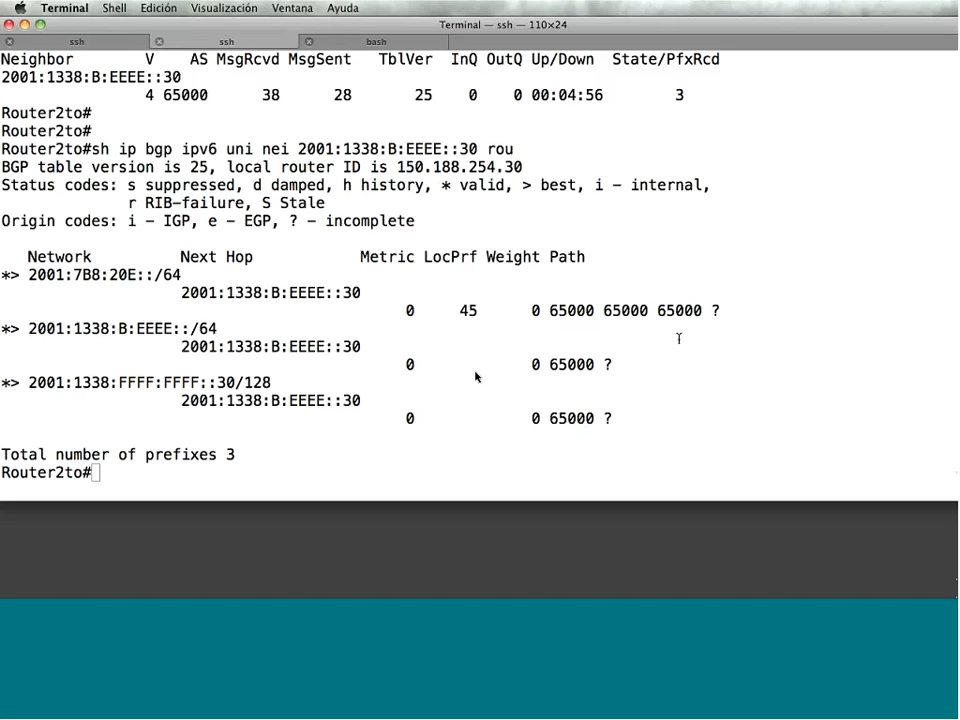 Terminal Shell Edición Visualización Ventana Ayuda
Terminal — ssh — 110×24
ssh ssh bash
Neighbor V AS MsgRcvd MsgSent TblVer InQ OutQ Up/Down State/PfxRcd
2001:1338:B:EEEE::30
4 65000 38 28 25 0 0 00:04:56 3
Router2to#
Router2to#
Router2to#sh ip bgp ipv6 uni nei 2001:1338:B:EEEE::30 rou
BGP table version is 25, local router ID is 150.188.254.30
Status codes: s suppressed, d damped, h history, * valid, > best, i - internal,
r RIB-failure, S Stale
Origin codes: i - IGP, e - EGP, ? - incomplete
Network Next Hop Metric LocPrf Weight Path
*> 2001:7B8:20E::/64
2001:1338:B:EEEE::30
0 45 0 65000 65000 65000 ?
*> 2001:1338:B:EEEE::/64
2001:1338:B:EEEE::30
0 0 65000 ?
*> 2001:1338:FFFF:FFFF::30/128
2001:1338:B:EEEE::30
0 0 65000 ?
Total number of prefixes 3
Router2to#